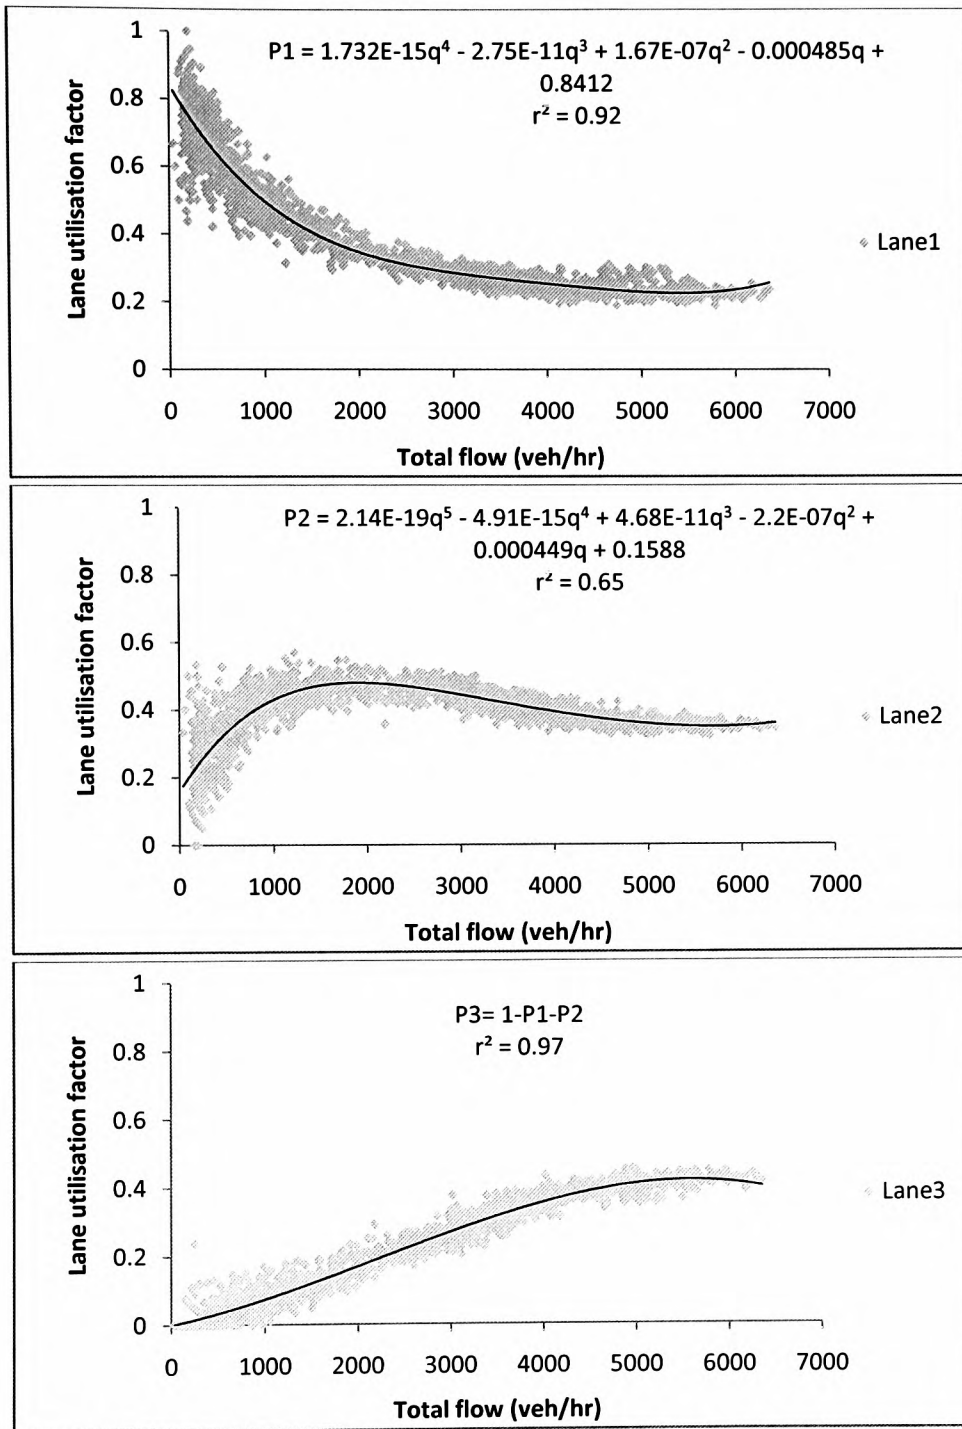 1
P1 = 1.732E-15q⁴ - 2.75E-11q³ + 1.67E-07q² - 0.000485q +
0.8412
r² = 0.92
0.8
0.6
0.4
0.2
0
Lane utilisation factor
Lane1
0 1000 2000 3000 4000 5000 6000 7000
Total flow (veh/hr)
1
P2 = 2.14E-19q⁵ - 4.91E-15q⁴ + 4.68E-11q³ - 2.2E-07q² +
0.000449q + 0.1588
r² = 0.65
0.8
0.6
0.4
0.2
0
Lane utilisation factor
Lane2
0 1000 2000 3000 4000 5000 6000 7000
Total flow (veh/hr)
1
P3= 1-P1-P2
r² = 0.97
0.8
0.6
0.4
0.2
0
Lane utilisation factor
Lane3
0 1000 2000 3000 4000 5000 6000 7000
Total flow (veh/hr)